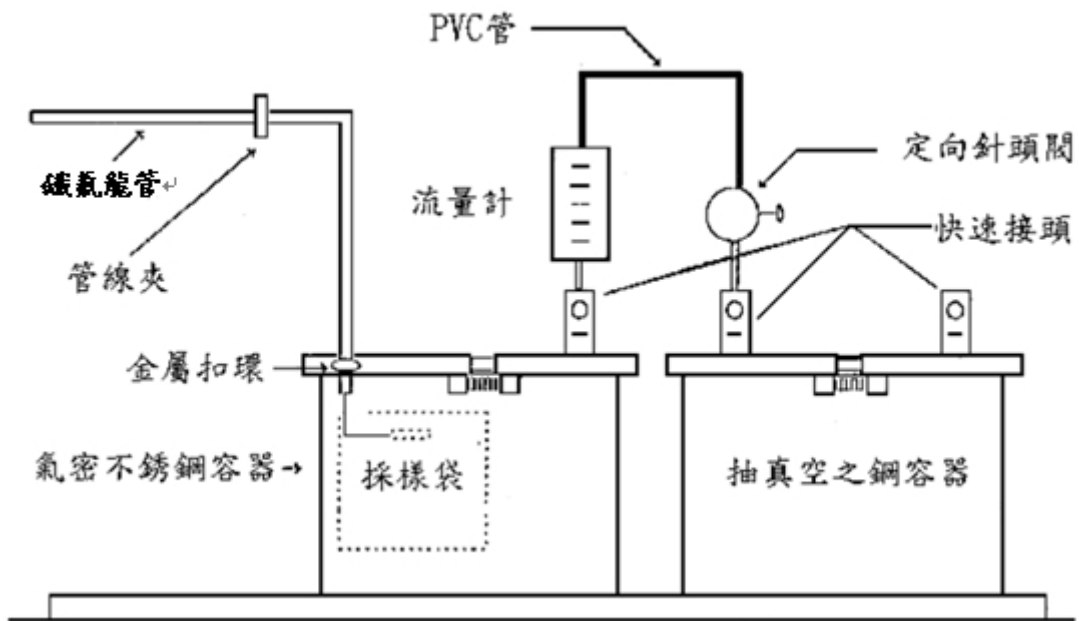 PVC管
定向針頭閥
鐵氟龍管
流量計
快速接頭
管線夾
金屬扣環
氣密不銹鋼容器
採樣袋
抽真空之鋼容器